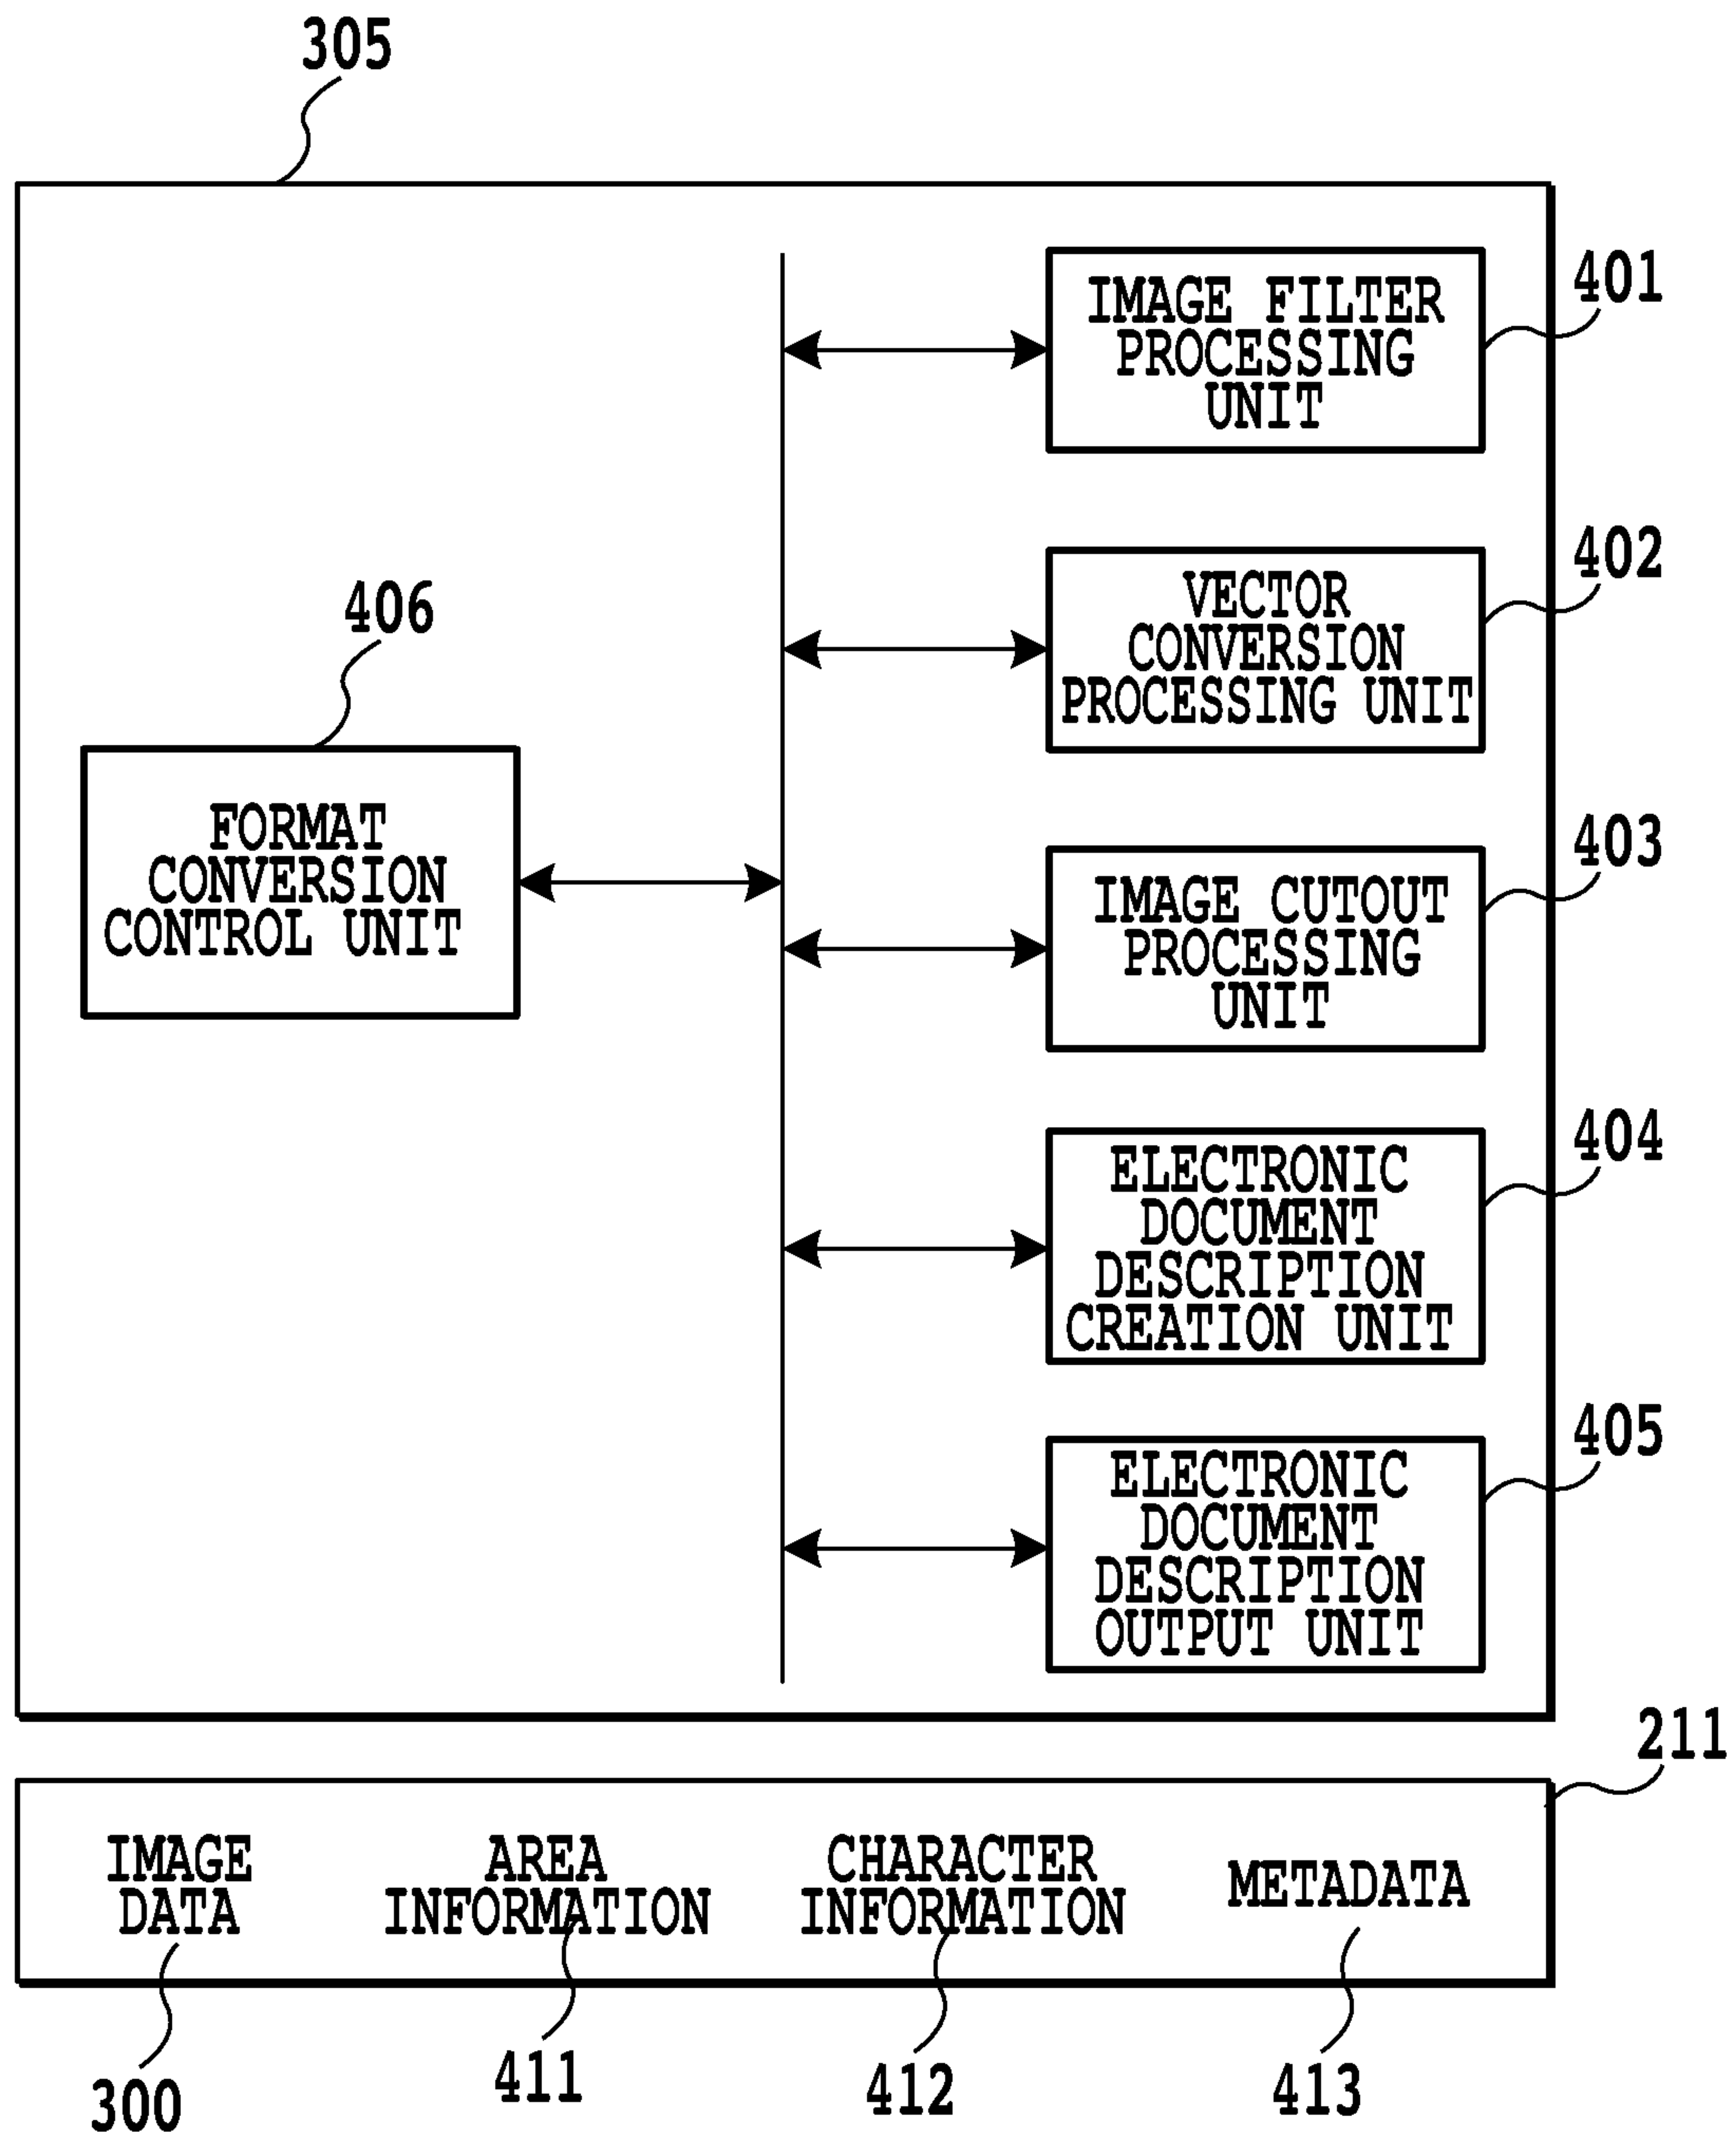 305
IMAGE FILTER
PROCESSING
UNIT
401
VECTOR
CONVERSION
PROCESSING UNIT
402
406
FORMAT
CONVERSION
CONTROL UNIT
IMAGE CUTOUT
PROCESSING
UNIT
403
ELECTRONIC
DOCUMENT
DESCRIPTION
CREATION UNIT
404
ELECTRONIC
DOCUMENT
DESCRIPTION
OUTPUT UNIT
405
211
IMAGE
DATA
AREA
INFORMATION
CHARACTER
INFORMATION
METADATA
300
411
412
413